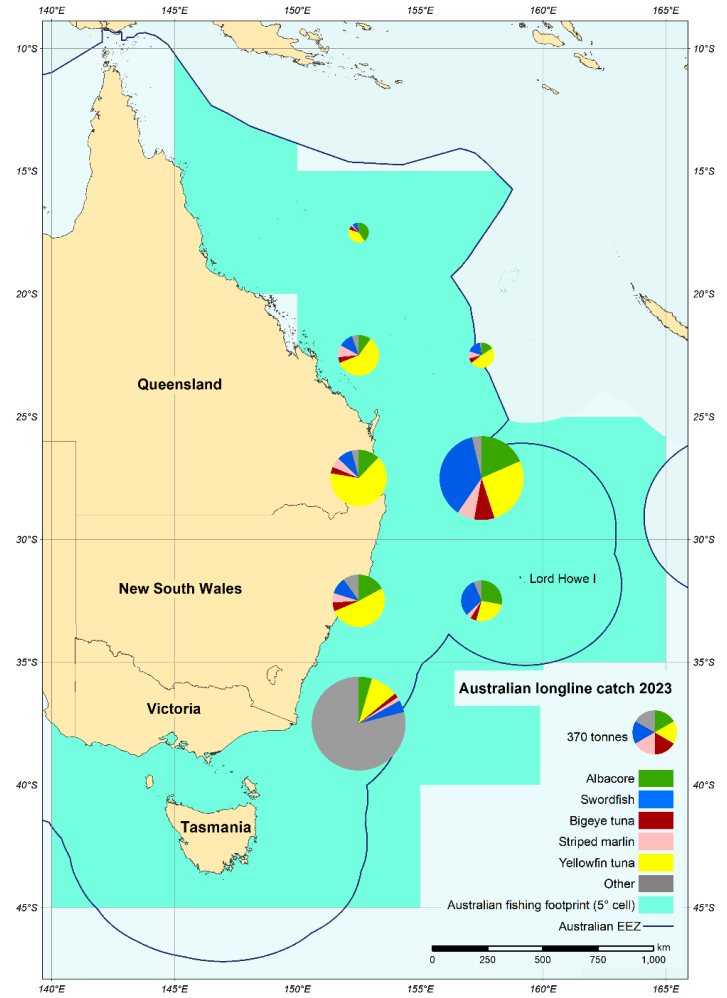 140°E 145°E 150°E 155°E 160°E 165°E
10°S 10°S
15°S 15°S
20°S 20°S
Queensland
25°S 25°S
30°S 30°S
New South Wales Lord Howe I
35°S 35°S
Australian longline catch 2023
Victoria
370 tonnes
Albacore
40°S 40°S
Swordfish
Bigeye tuna
Tasmania
Striped marlin
Yellowfin tuna
Other
Australian fishing footprint (5° cell)
45°S 45°S
Australian EEZ
km
0 250 500 750 1,000
140°E 145°E 150°E 155°E 160°E 165°E